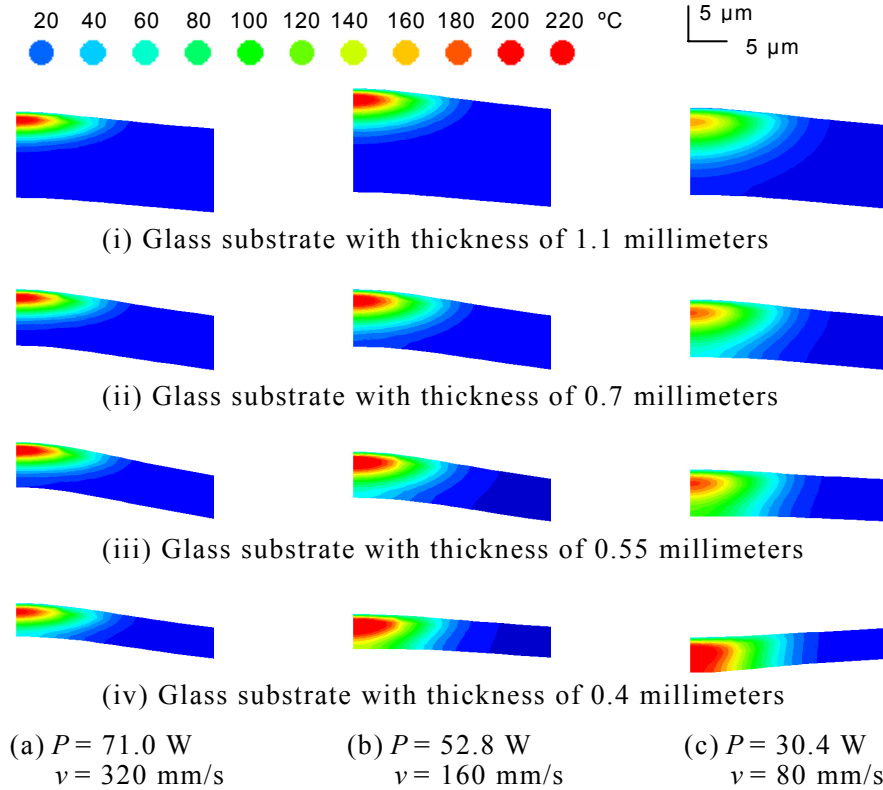 20 40 60 80 100 120 140 160 180 200 220 ºC
5 µm
5 µm
(i) Glass substrate with thickness of 1.1 millimeters
(ii) Glass substrate with thickness of 0.7 millimeters
(iii) Glass substrate with thickness of 0.55 millimeters
(iv) Glass substrate with thickness of 0.4 millimeters
(a) P = 71.0 W
v = 320 mm/s
(b) P = 52.8 W
v = 160 mm/s
(c) P = 30.4 W
v = 80 mm/s